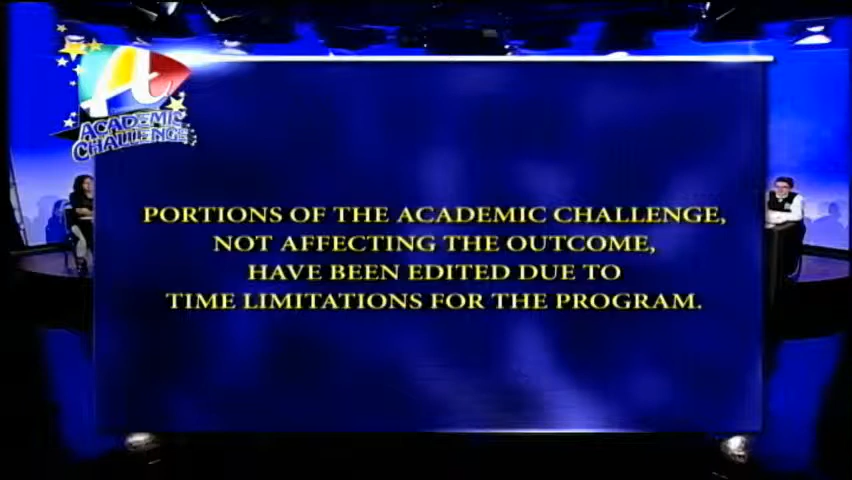 A
ACADEMIC
CHALLENGE
PORTIONS OF THE ACADEMIC CHALLENGE,
NOT AFFECTING THE OUTCOME,
HAVE BEEN EDITED DUE TO
TIME LIMITATIONS FOR THE PROGRAM.